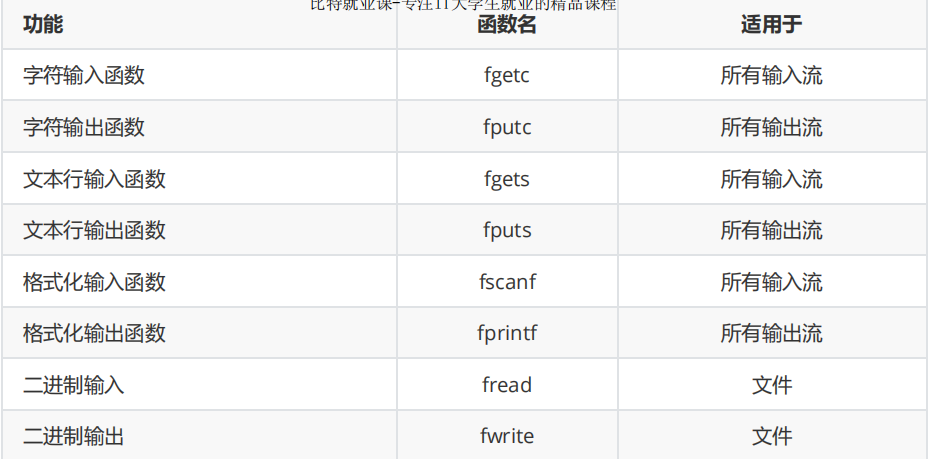 比特就业课-专注IT大学生就业的精品课程
功能 函数名 适用于
字符输入函数 fgetc 所有输入流
字符输出函数 fputc 所有输出流
文本行输入函数 fgets 所有输入流
文本行输出函数 fputs 所有输出流
格式化输入函数 fscanf 所有输入流
格式化输出函数 fprintf 所有输出流
二进制输入 fread 文件
二进制输出 fwrite 文件